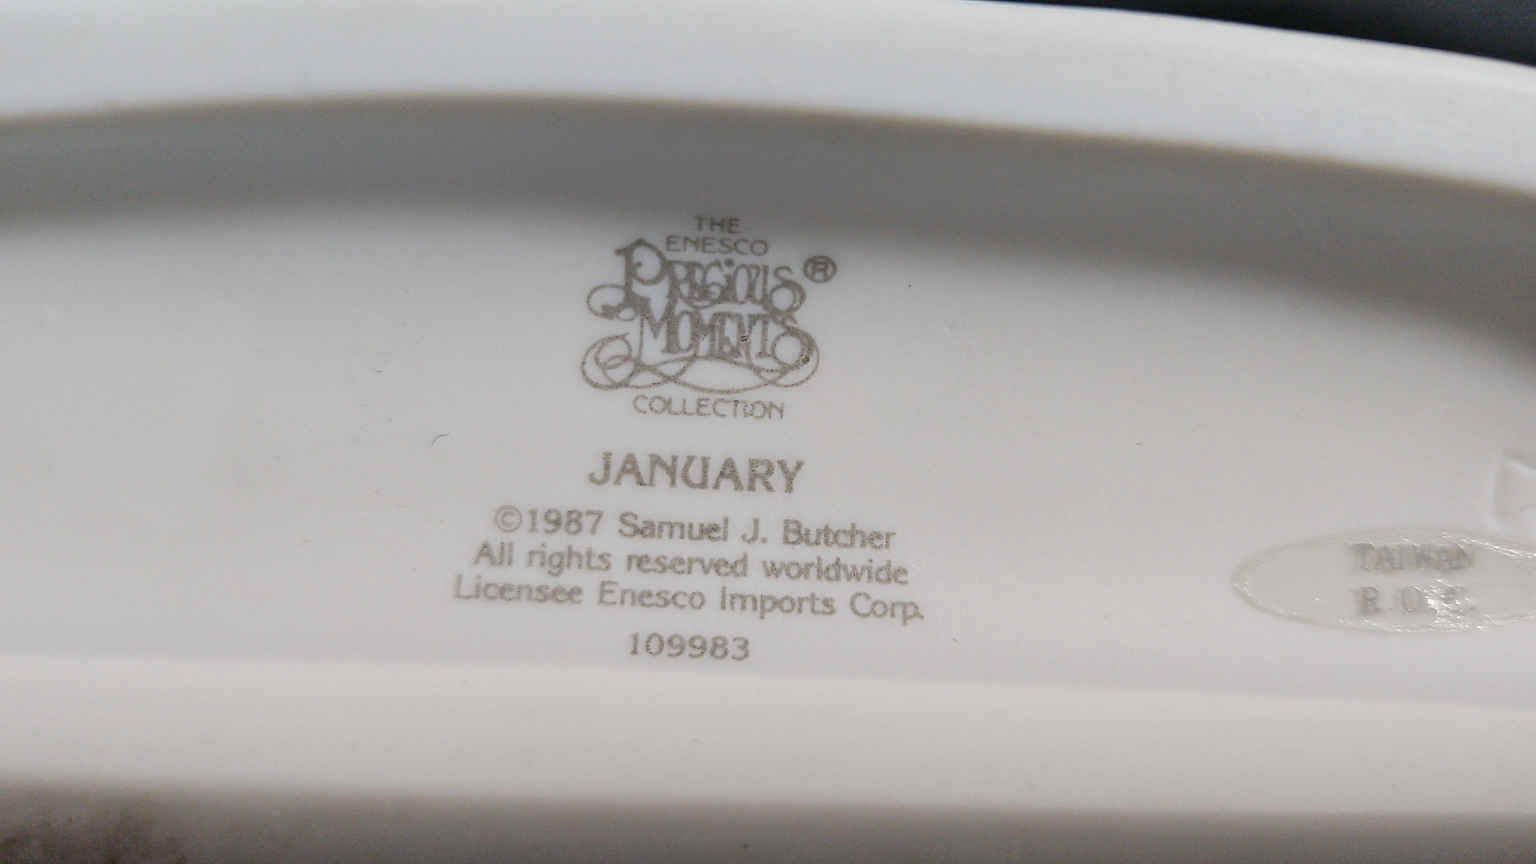 THE
ENESCO
PRECIOUS ®
MOMENTS
COLLECTION
JANUARY
©1987 Samuel J. Butcher
All rights reserved worldwide
Licensee Enesco Imports Corp.
109983
TAIWAN
R.O.C.